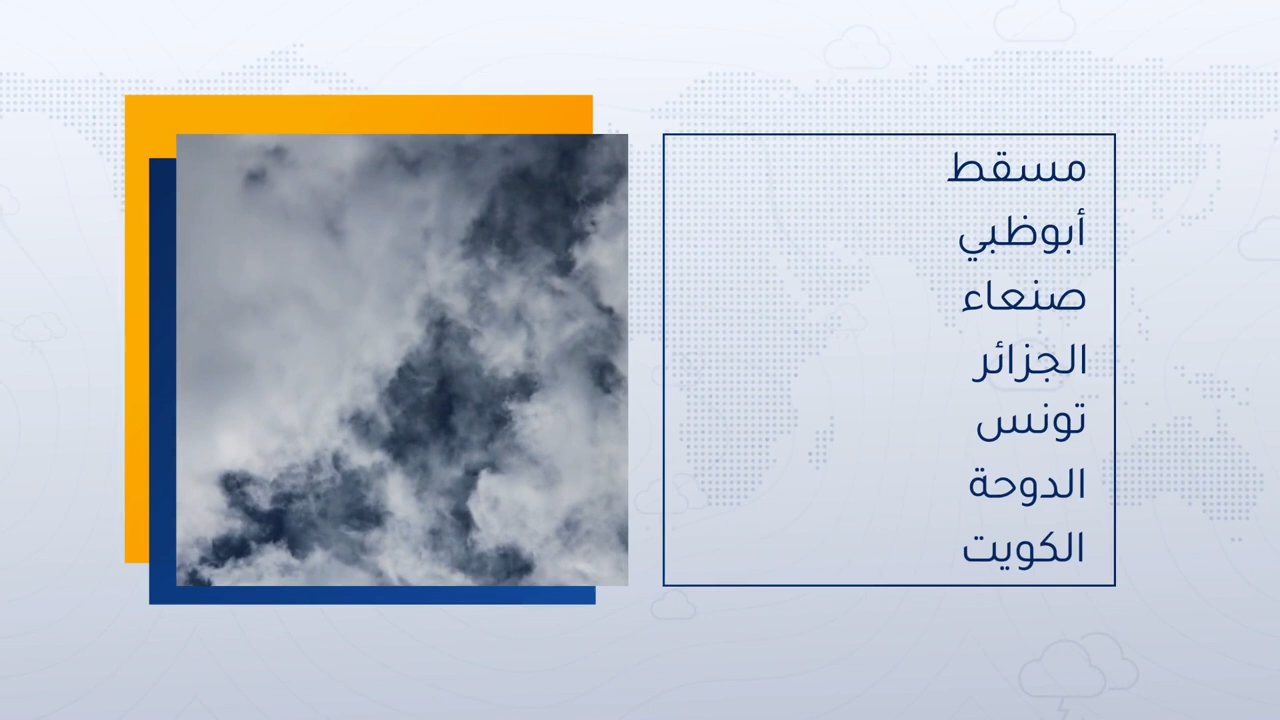 مسقط
أبوظبي
صنعاء
الجزائر
تونس
الدوحة
الكويت